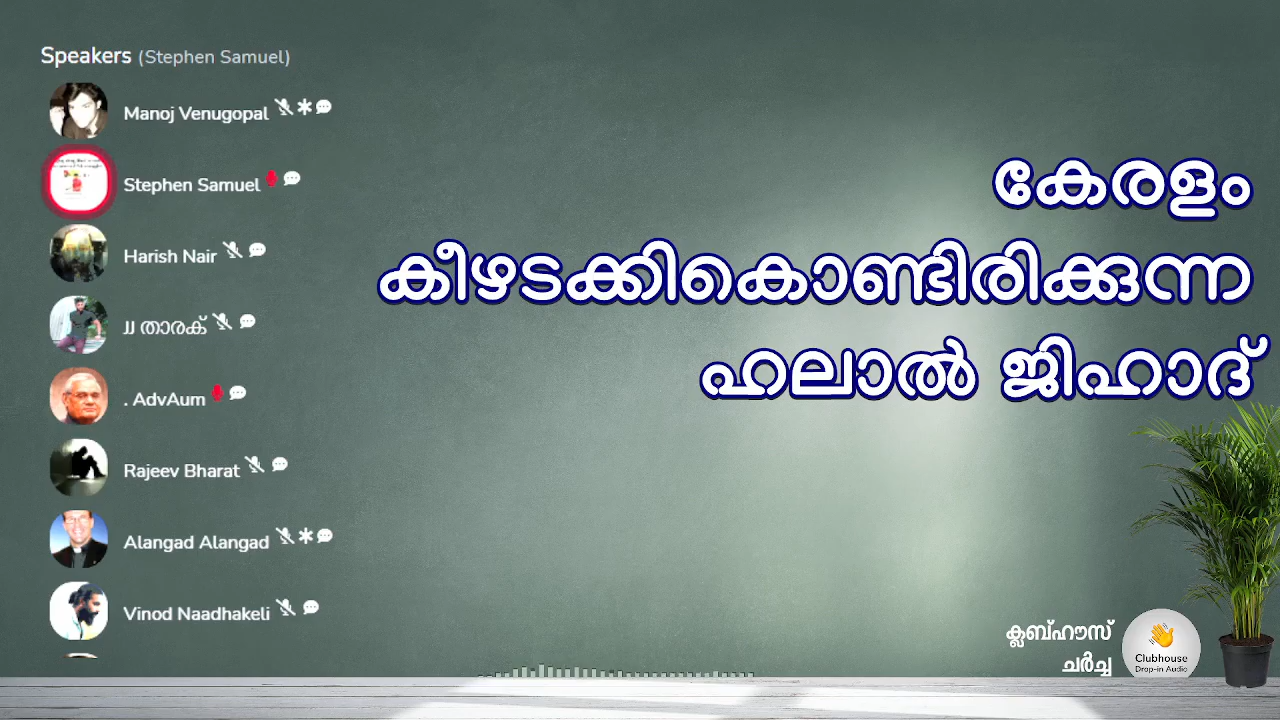 Speakers (Stephen Samuel)
Manoj Venugopal
Stephen Samuel
Harish Nair
JJ താരക്
. AdvAum
Rajeev Bharat
Alangad Alangad
Vinod Naadhakeli
കേരളം
കീഴടക്കികൊണ്ടിരിക്കുന്ന
ഹലാൽ ജിഹാദ്
ക്ലബ്ഹൗസ്
ചർച്ച
Clubhouse
Drop-in Audio